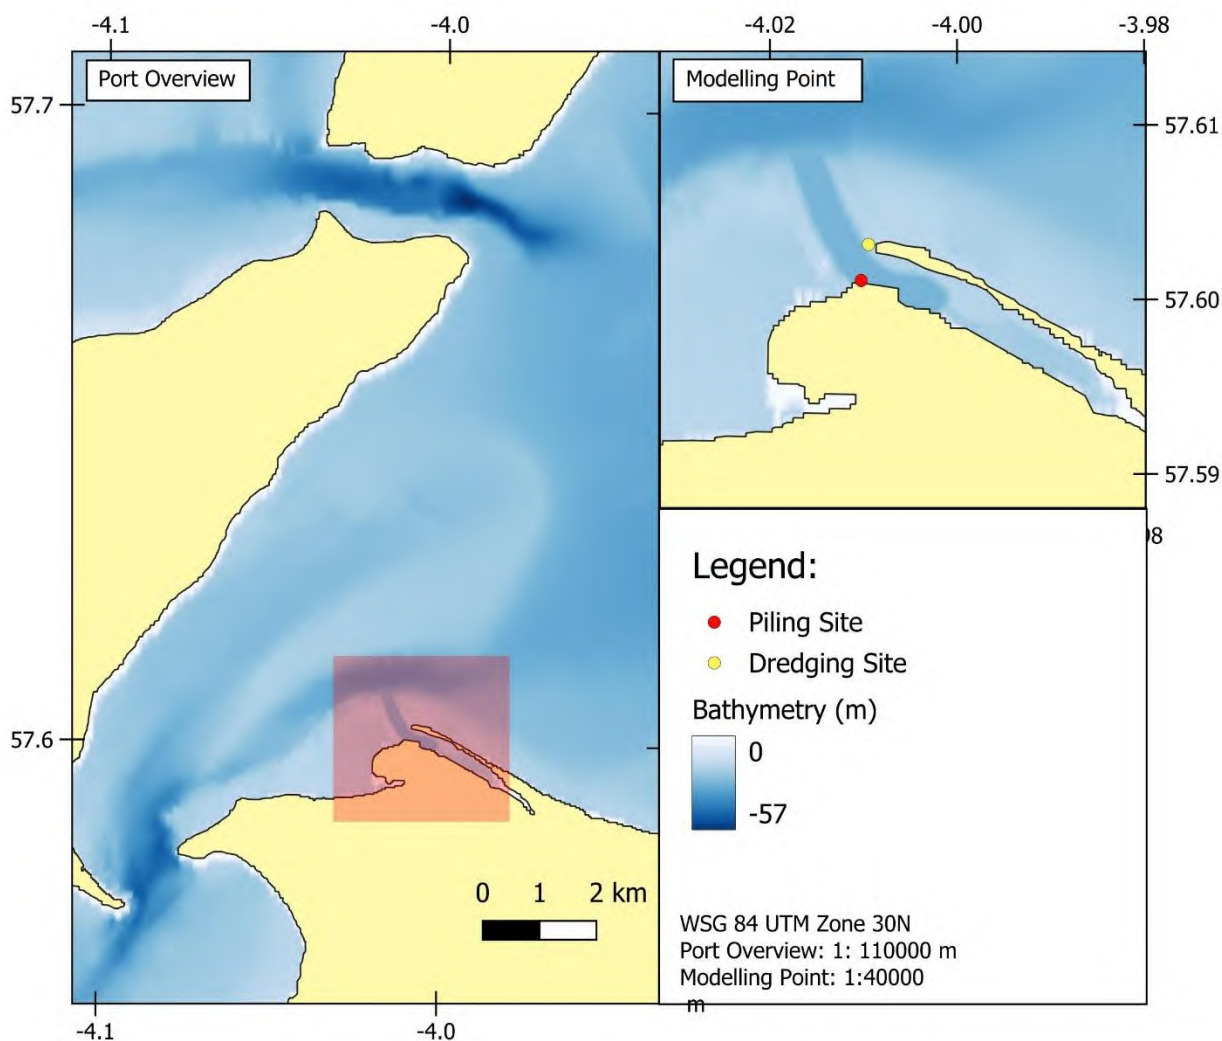 -4.1
-4.0
-4.02
-4.00
-3.98
Port Overview
Modelling Point
57.7
57.6
57.61
57.60
57.59
98
0 1 2 km
Legend:
Piling Site
Dredging Site
Bathymetry (m)
0
-57
WSG 84 UTM Zone 30N
Port Overview: 1: 110000 m
Modelling Point: 1:40000
m
-4.1
-4.0